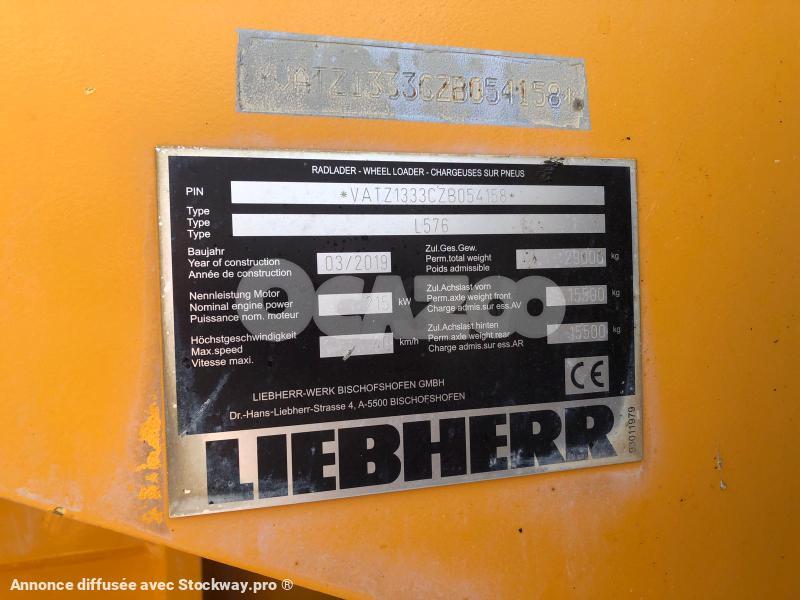 *VATZ1333CZB054158*
RADLADER - WHEEL LOADER - CHARGEUSES SUR PNEUS
PIN *VATZ1333CZB054158*
Type
Type L576
Type
Baujahr
Year of construction 03/2019
Année de construction
Zul.Ges.Gew.
Perm.total weight 29000 kg
Poids admissible
Nennleistung Motor
Nominal engine power 215 kW
Puissance nom. moteur
Zul.Achslast vorn
Perm.axle weight front kg
Charge admis.sur ess.AV
Höchstgeschwindigkeit
Max.speed 40 km/h
Vitesse maxi.
Zul.Achslast hinten
Perm.axle weight rear 15500 kg
Charge admis.sur ess.AR
CE
LIEBHERR-WERK BISCHOFSHOFEN GMBH
Dr.-Hans-Liebherr-Strasse 4, A-5500 BISCHOFSHOFEN
LIEBHERR
93011979
OCAZOO
Annonce diffusée avec Stockway.pro ®